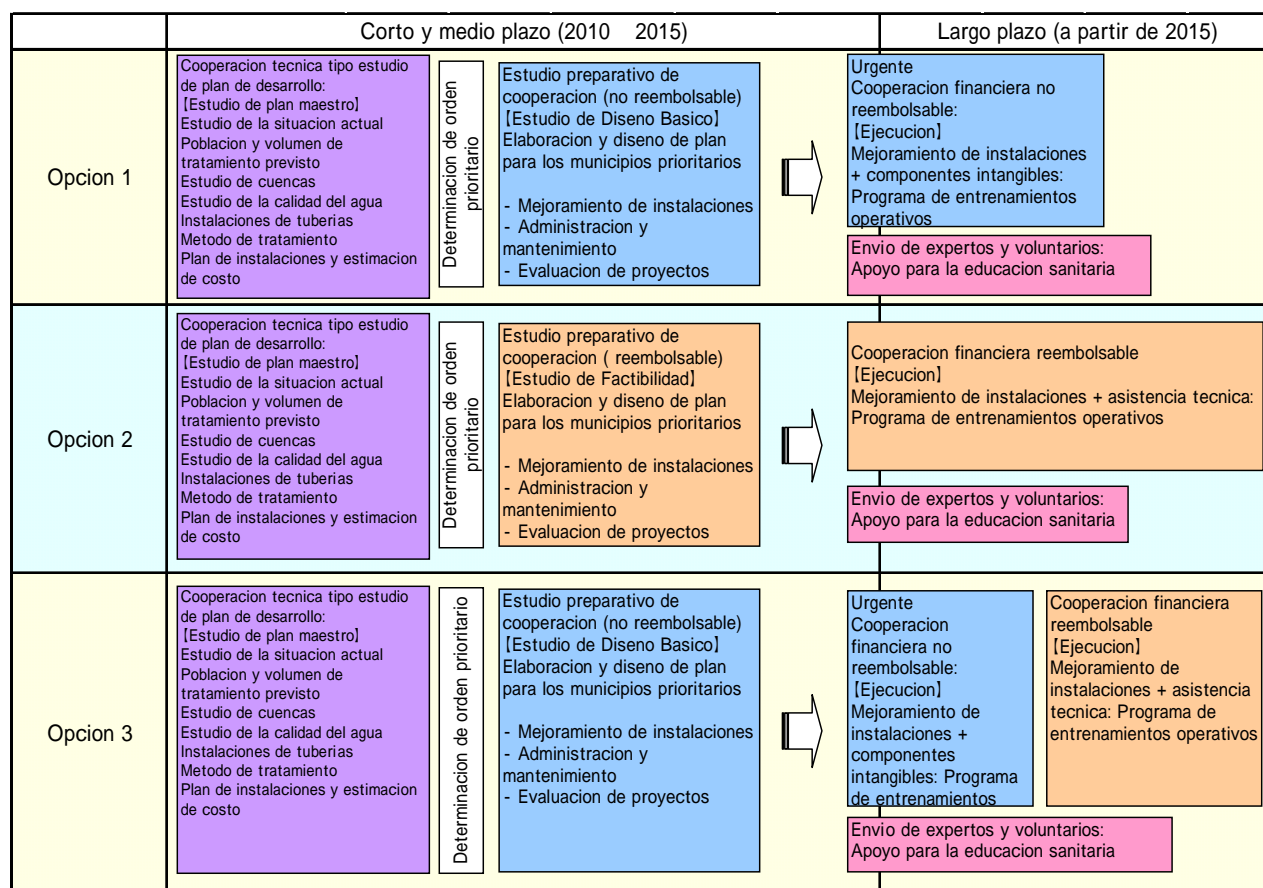 Corto y medio plazo (2010 2015)
Largo plazo (a partir de 2015)
Opcion 1
Cooperacion tecnica tipo estudio
de plan de desarrollo:
【Estudio de plan maestro】
Estudio de la situacion actual
Poblacion y volumen de
tratamiento previsto
Estudio de cuencas
Estudio de la calidad del agua
Instalaciones de tuberias
Metodo de tratamiento
Plan de instalaciones y estimacion
de costo
Determinacion de orden
prioritario
Estudio preparativo de
cooperacion (no reembolsable)
【Estudio de Diseno Basico】
Elaboracion y diseno de plan
para los municipios prioritarios
- Mejoramiento de instalaciones
- Administracion y
mantenimiento
- Evaluacion de proyectos
Urgente
Cooperacion financiera no
reembolsable:
【Ejecucion】
Mejoramiento de instalaciones
+ componentes intangibles:
Programa de entrenamientos
operativos
Envio de expertos y voluntarios:
Apoyo para la educacion sanitaria
Opcion 2
Cooperacion tecnica tipo estudio
de plan de desarrollo:
【Estudio de plan maestro】
Estudio de la situacion actual
Poblacion y volumen de
tratamiento previsto
Estudio de cuencas
Estudio de la calidad del agua
Instalaciones de tuberias
Metodo de tratamiento
Plan de instalaciones y estimacion
de costo
Determinacion de orden
prioritario
Estudio preparativo de
cooperacion ( reembolsable)
【Estudio de Factibilidad】
Elaboracion y diseno de plan
para los municipios prioritarios
- Mejoramiento de instalaciones
- Administracion y
mantenimiento
- Evaluacion de proyectos
Cooperacion financiera reembolsable
【Ejecucion】
Mejoramiento de instalaciones + asistencia tecnica:
Programa de entrenamientos operativos
Envio de expertos y voluntarios:
Apoyo para la educacion sanitaria
Opcion 3
Cooperacion tecnica tipo estudio
de plan de desarrollo:
【Estudio de plan maestro】
Estudio de la situacion actual
Poblacion y volumen de
tratamiento previsto
Estudio de cuencas
Estudio de la calidad del agua
Instalaciones de tuberias
Metodo de tratamiento
Plan de instalaciones y estimacion
de costo
Determinacion de orden prioritario
Estudio preparativo de
cooperacion (no reembolsable)
【Estudio de Diseno Basico】
Elaboracion y diseno de plan
para los municipios prioritarios
- Mejoramiento de instalaciones
- Administracion y
mantenimiento
- Evaluacion de proyectos
Urgente
Cooperacion
financiera no
reembolsable:
【Ejecucion】
Mejoramiento de
instalaciones +
componentes
intangibles: Programa
de entrenamientos
Cooperacion financiera
reembolsable
【Ejecucion】
Mejoramiento de
instalaciones + asistencia
tecnica: Programa de
entrenamientos operativos
Envio de expertos y voluntarios:
Apoyo para la educacion sanitaria